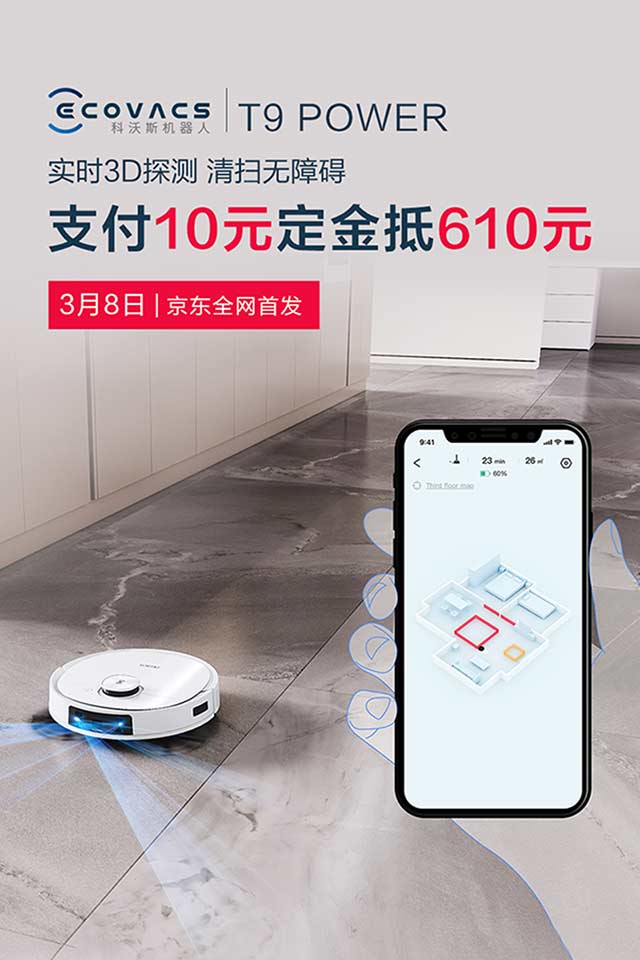 ECOVACS
科沃斯机器人
T9 POWER
实时3D探测 清扫无障碍
支付10元定金抵610元
3月8日 | 京东全网首发
9:41
23 min
26 ㎡
60%
Third floor map